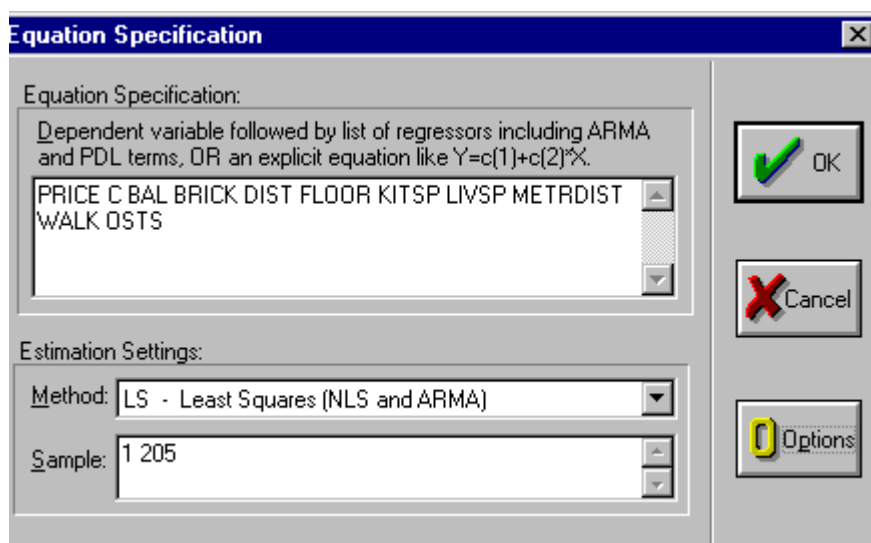 Equation Specification
Equation Specification:
Dependent variable followed by list of regressors including ARMA
and PDL terms, OR an explicit equation like Y=c(1)+c(2)*X.
PRICE C BAL BRICK DIST FLOOR KITSP LIVSP METRDIST
WALK OSTS
OK
Cancel
Estimation Settings:
Method: LS - Least Squares (NLS and ARMA)
Sample: 1 205
Options